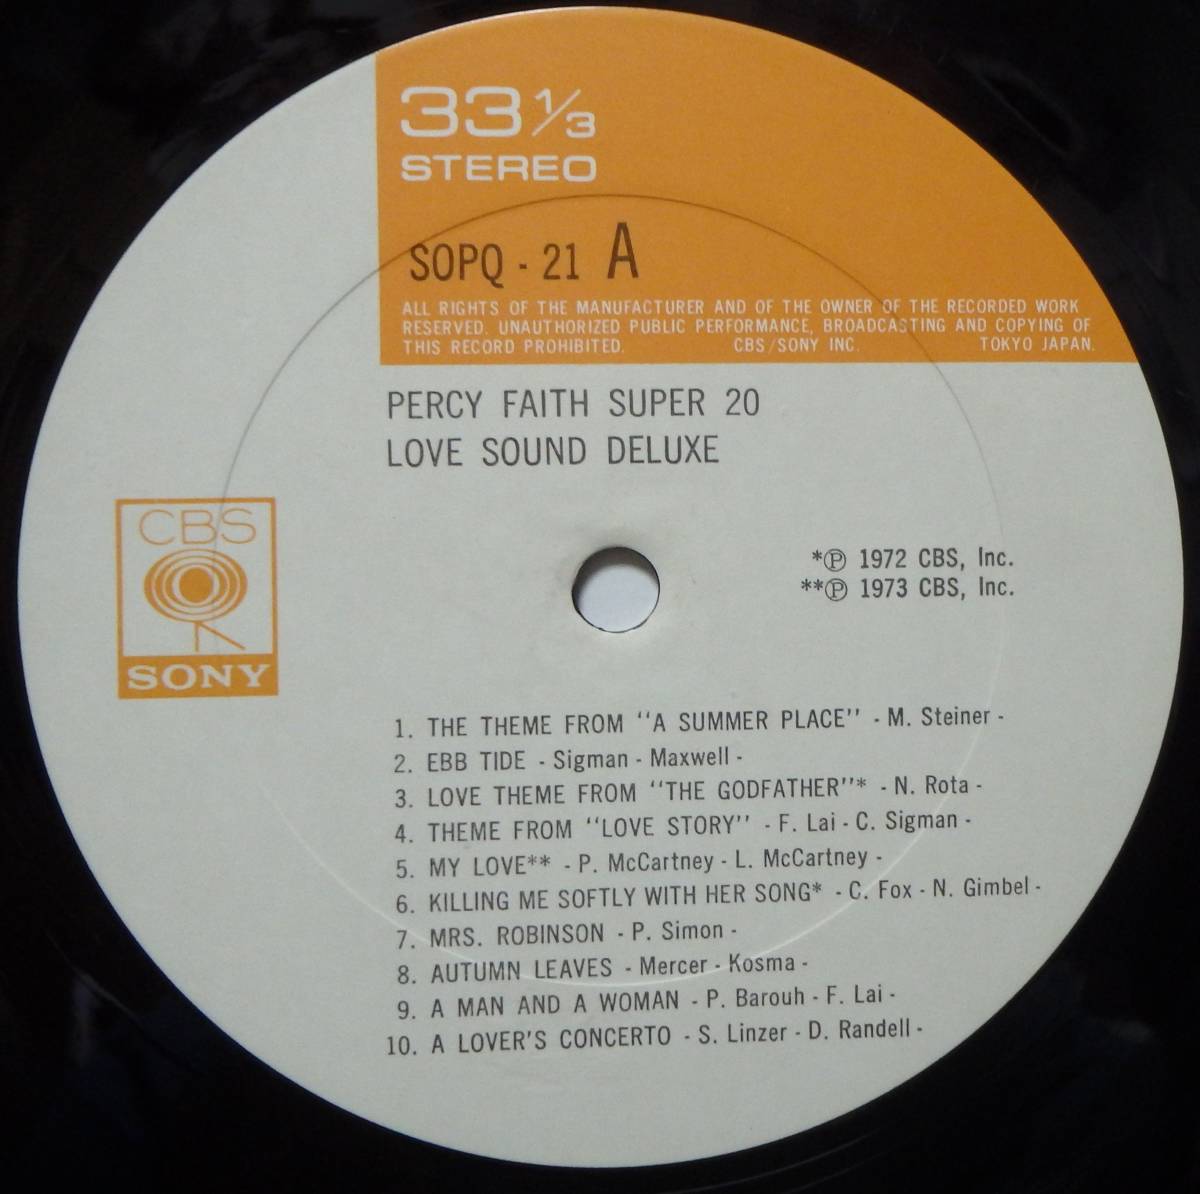 33 1/3
STEREO
SOPQ - 21 A
ALL RIGHTS OF THE MANUFACTURER AND OF THE OWNER OF THE RECORDED WORK
RESERVED. UNAUTHORIZED PUBLIC PERFORMANCE, BROADCASTING AND COPYING OF
THIS RECORD PROHIBITED. CBS/SONY INC. TOKYO JAPAN.
PERCY FAITH SUPER 20
LOVE SOUND DELUXE
CBS
SONY
*Ⓟ 1972 CBS, Inc.
**Ⓟ 1973 CBS, Inc.
1. THE THEME FROM "A SUMMER PLACE" - M. Steiner -
2. EBB TIDE - Sigman - Maxwell -
3. LOVE THEME FROM "THE GODFATHER"* - N. Rota -
4. THEME FROM "LOVE STORY" - F. Lai - C. Sigman -
5. MY LOVE** - P. McCartney - L. McCartney -
6. KILLING ME SOFTLY WITH HER SONG* - C. Fox - N. Gimbel -
7. MRS. ROBINSON - P. Simon -
8. AUTUMN LEAVES - Mercer - Kosma -
9. A MAN AND A WOMAN - P. Barouh - F. Lai -
10. A LOVER'S CONCERTO - S. Linzer - D. Randell -